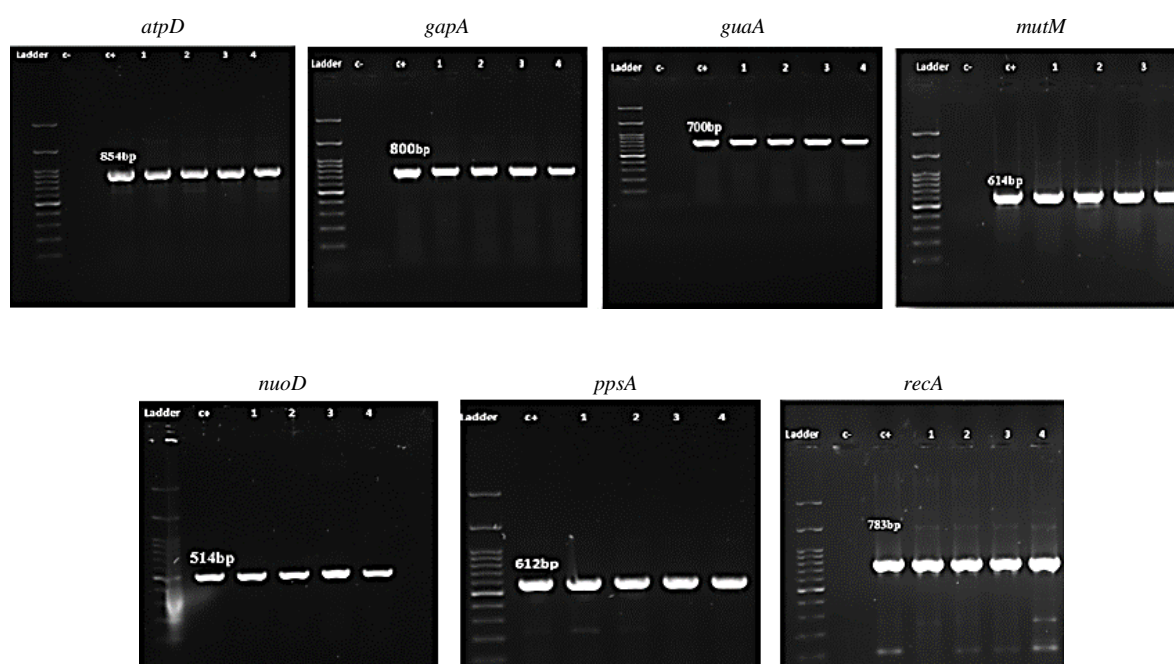 atpD gapA guaA mutM
Ladder c- c+ 1 2 3 4
Ladder c- c+ 1 2 3 4
Ladder c- c+ 1 2 3 4
Ladder c- c+ 1 2 3
854bp
800bp
700bp
614bp
nuoD ppsA recA
Ladder c+ 1 2 3 4
Ladder c+ 1 2 3 4
Ladder c- c+ 1 2 3 4
514bp
612bp
783bp